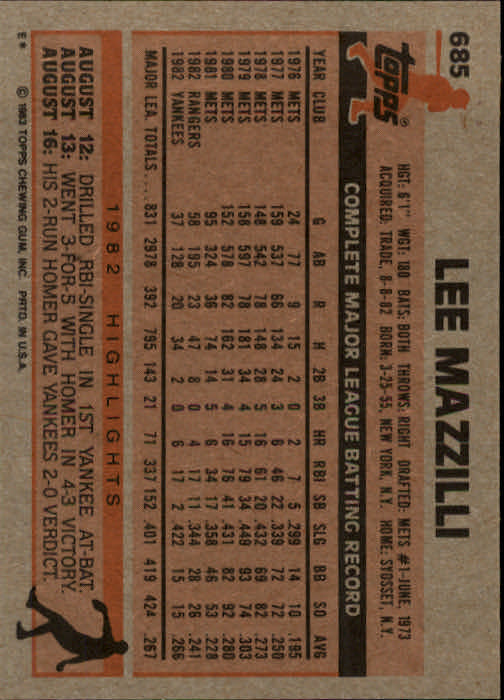 685
topps®
LEE MAZZILLI
HGT: 6'1" WGT: 180 BATS: BOTH THROWS: RIGHT DRAFTED: METS #1-JUNE, 1973
ACQUIRED: TRADE, 8-8-82 BORN: 3-25-55, NEW YORK, N.Y. HOME: SYOSSET, N.Y.
COMPLETE MAJOR LEAGUE BATTING RECORD
YEAR CLUB G AB R H 2B 3B HR RBI SB SLG BB SO AVG
1976 METS 24 77 9 15 2 0 2 7 5 .299 14 10 .195
1977 METS 159 537 66 134 24 3 6 46 22 .339 72 72 .250
1978 METS 148 542 78 148 28 5 16 61 20 .432 69 82 .273
1979 METS 158 597 78 181 34 4 15 79 34 .449 93 74 .303
1980 METS 152 578 82 162 31 4 16 76 41 .431 82 92 .280
1981 METS 95 324 36 74 14 5 6 34 17 .358 46 53 .228
1982 RANGERS 58 195 23 47 8 0 4 17 11 .344 28 26 .241
1982 YANKEES 37 128 20 34 2 0 6 17 2 .422 15 15 .266
MAJOR LEA. TOTALS.... 831 2978 392 795 143 21 71 337 152 .401 419 424 .267
1982 HIGHLIGHTS
AUGUST 12: DRILLED RBI-SINGLE IN 1ST YANKEE AT-BAT.
AUGUST 13: WENT 3-FOR-5 WITH HOMER IN 4-3 VICTORY.
AUGUST 16: HIS 2-RUN HOMER GAVE YANKEES 2-0 VERDICT.
E* © 1983 TOPPS CHEWING GUM, INC. PRTD. IN U.S.A.